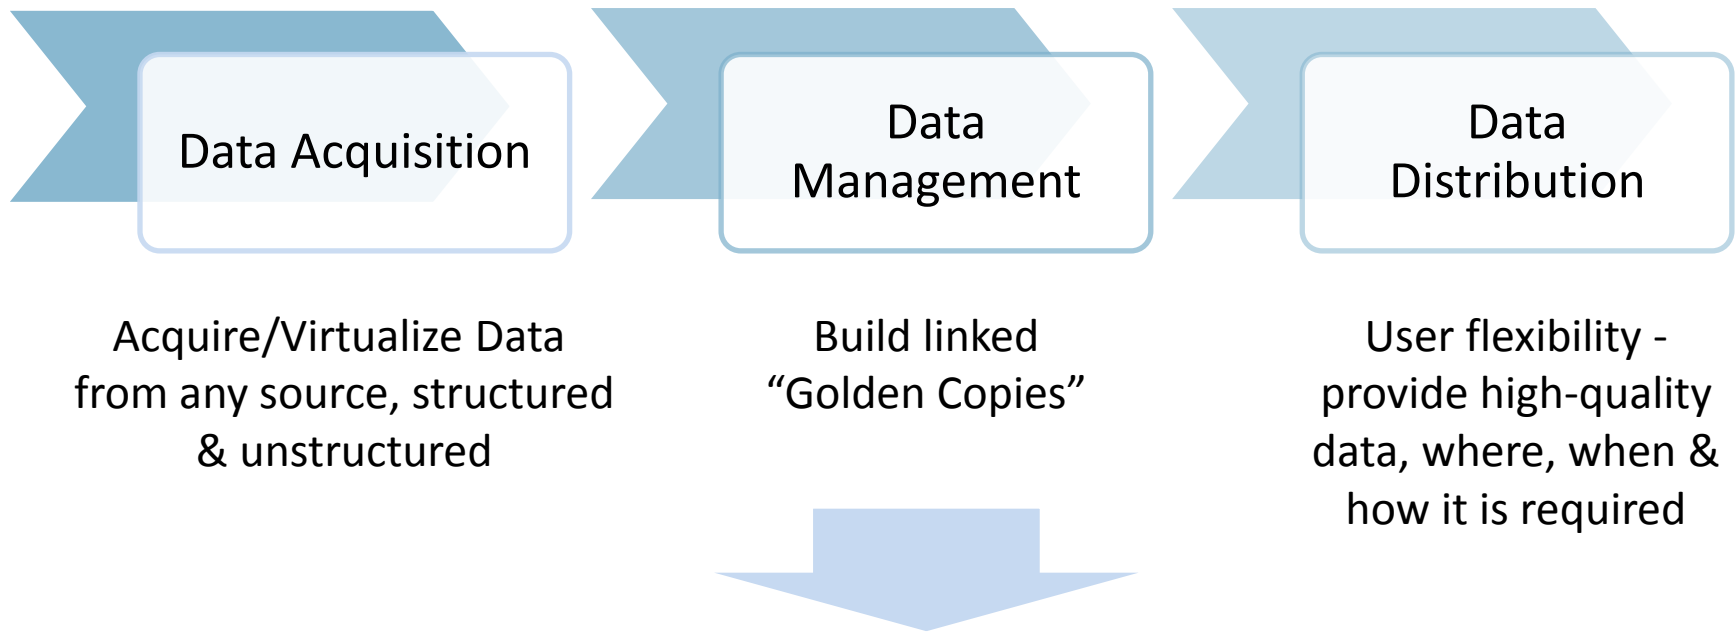 Data Acquisition
Data
Management
Data
Distribution
Acquire/Virtualize Data
from any source, structured
& unstructured
Build linked
“Golden Copies”
User flexibility -
provide high-quality
data, where, when &
how it is required